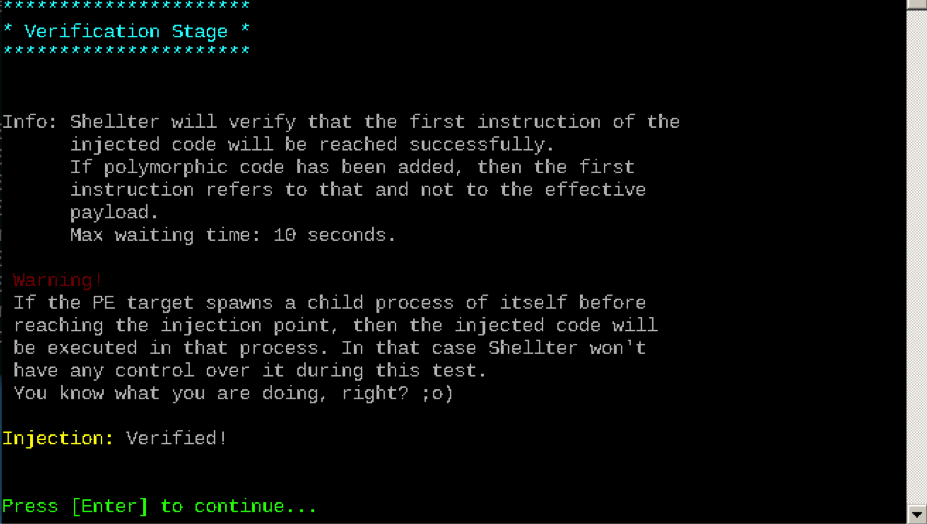 **********************
* Verification Stage *
**********************
Info: Shellter will verify that the first instruction of the
injected code will be reached successfully.
If polymorphic code has been added, then the first
instruction refers to that and not to the effective
payload.
Max waiting time: 10 seconds.
Warning!
If the PE target spawns a child process of itself before
reaching the injection point, then the injected code will
be executed in that process. In that case Shellter won't
have any control over it during this test.
You know what you are doing, right? ;o)
Injection: Verified!
Press [Enter] to continue...